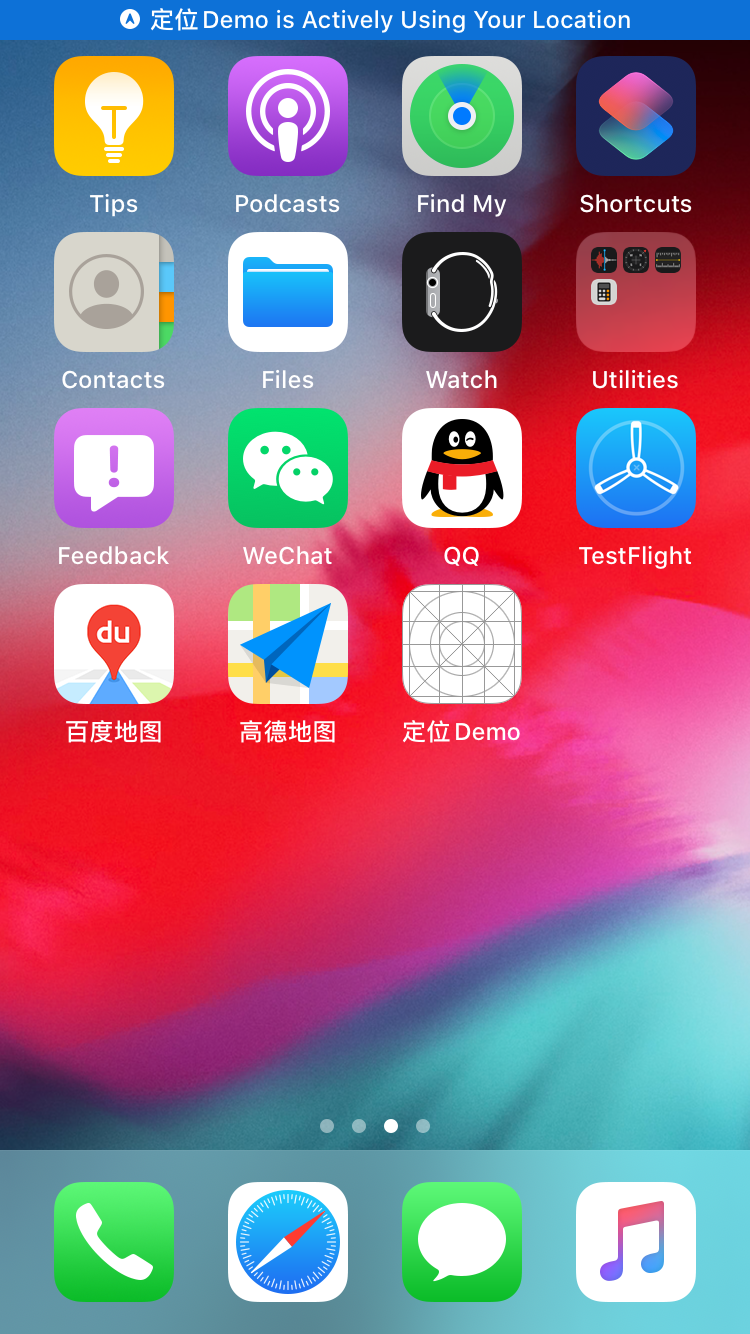 定位Demo is Actively Using Your Location
Tips
Podcasts
Find My
Shortcuts
Contacts
Files
Watch
Utilities
Feedback
WeChat
QQ
TestFlight
du
百度地图
高德地图
定位Demo